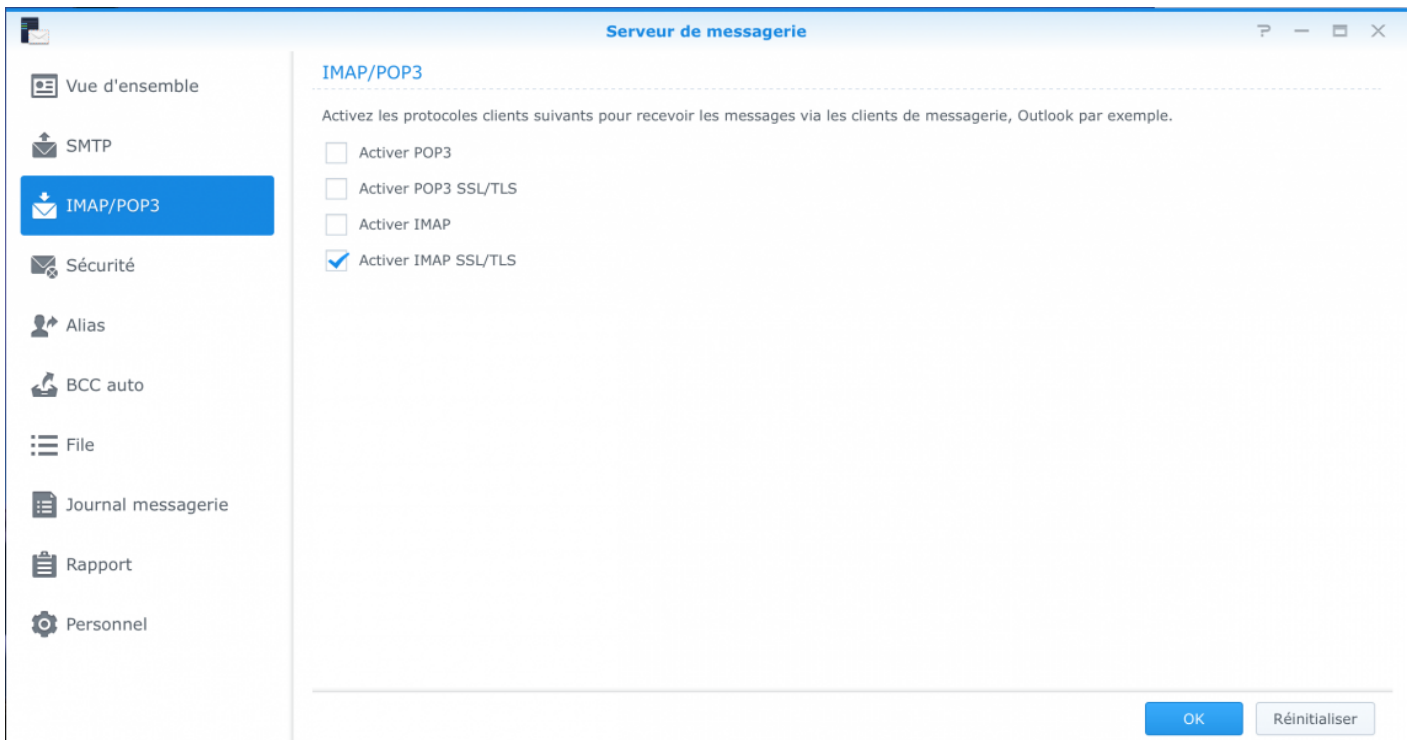 Serveur de messagerie
Vue d'ensemble
SMTP
IMAP/POP3
Sécurité
Alias
BCC auto
File
Journal messagerie
Rapport
Personnel
IMAP/POP3
Activez les protocoles clients suivants pour recevoir les messages via les clients de messagerie, Outlook par exemple.
Activer POP3
Activer POP3 SSL/TLS
Activer IMAP
Activer IMAP SSL/TLS
OK
Réinitialiser